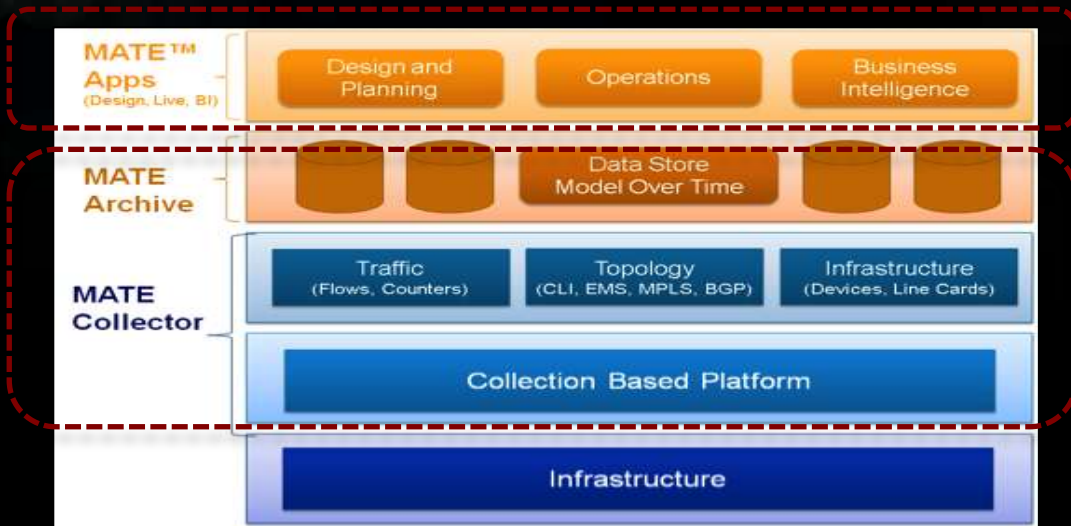 MATE™
Apps
(Design, Live, BI)
Design and
Planning
Operations
Business
Intelligence
MATE
Archive
Data Store
Model Over Time
MATE
Collector
Traffic
(Flows, Counters)
Topology
(CLI, EMS, MPLS, BGP)
Infrastructure
(Devices, Line Cards)
Collection Based Platform
Infrastructure